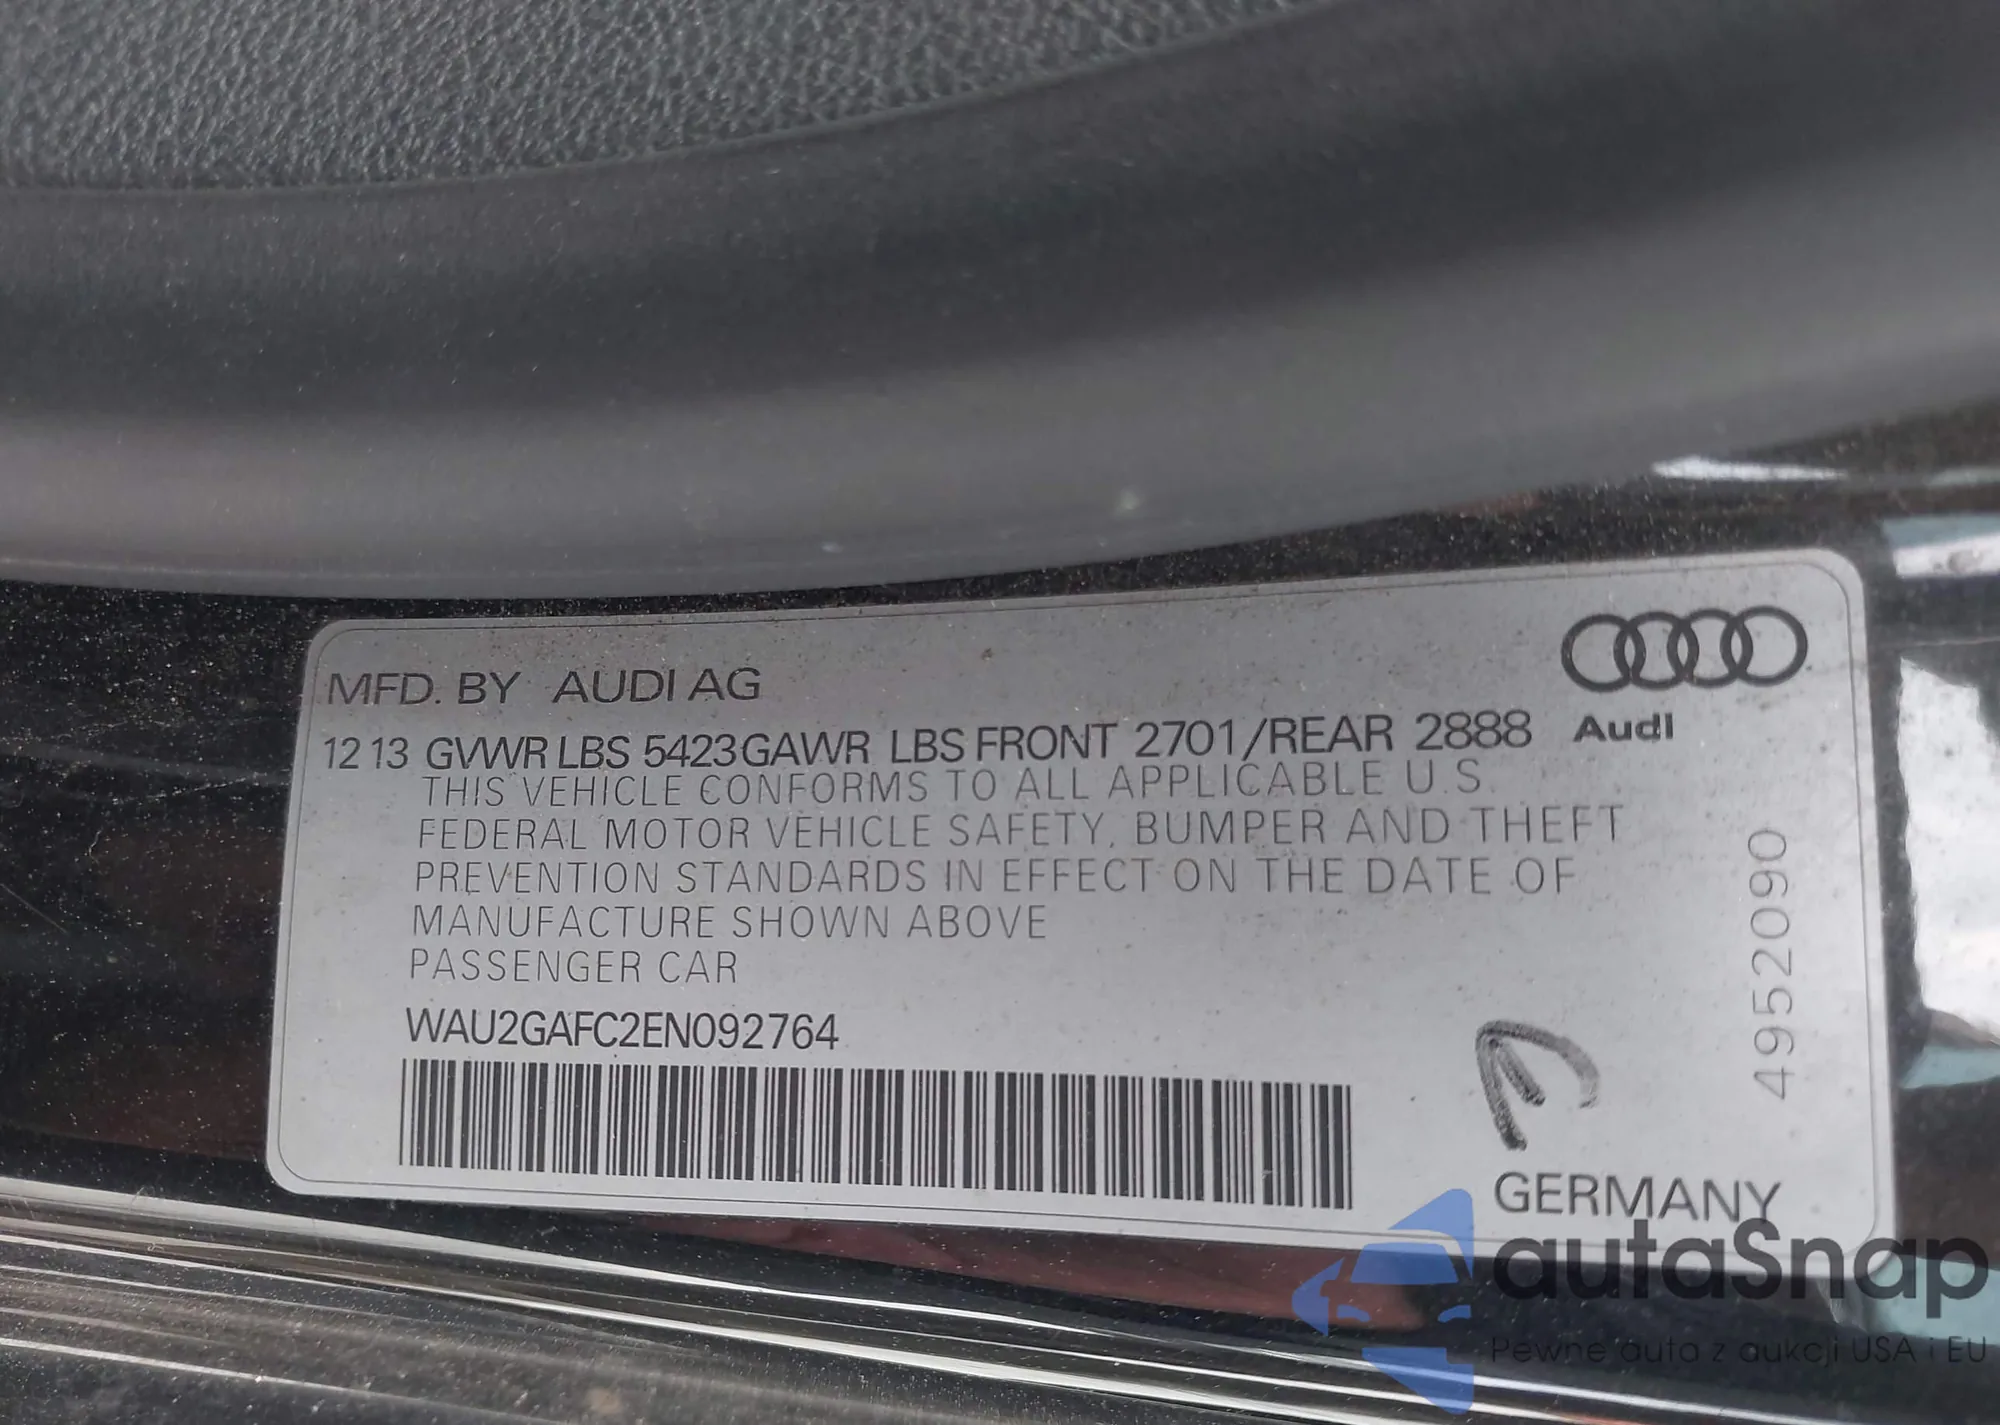 MFD. BY AUDI AG
12 13 GVWR LBS 5423 GAWR LBS FRONT 2701/REAR 2888
Audi
THIS VEHICLE CONFORMS TO ALL APPLICABLE U.S.
FEDERAL MOTOR VEHICLE SAFETY, BUMPER AND THEFT
PREVENTION STANDARDS IN EFFECT ON THE DATE OF
MANUFACTURE SHOWN ABOVE
PASSENGER CAR
WAU2GAFC2EN092764
4952090
GERMANY
autaSnap
Pewne auta z aukcji USA i EU